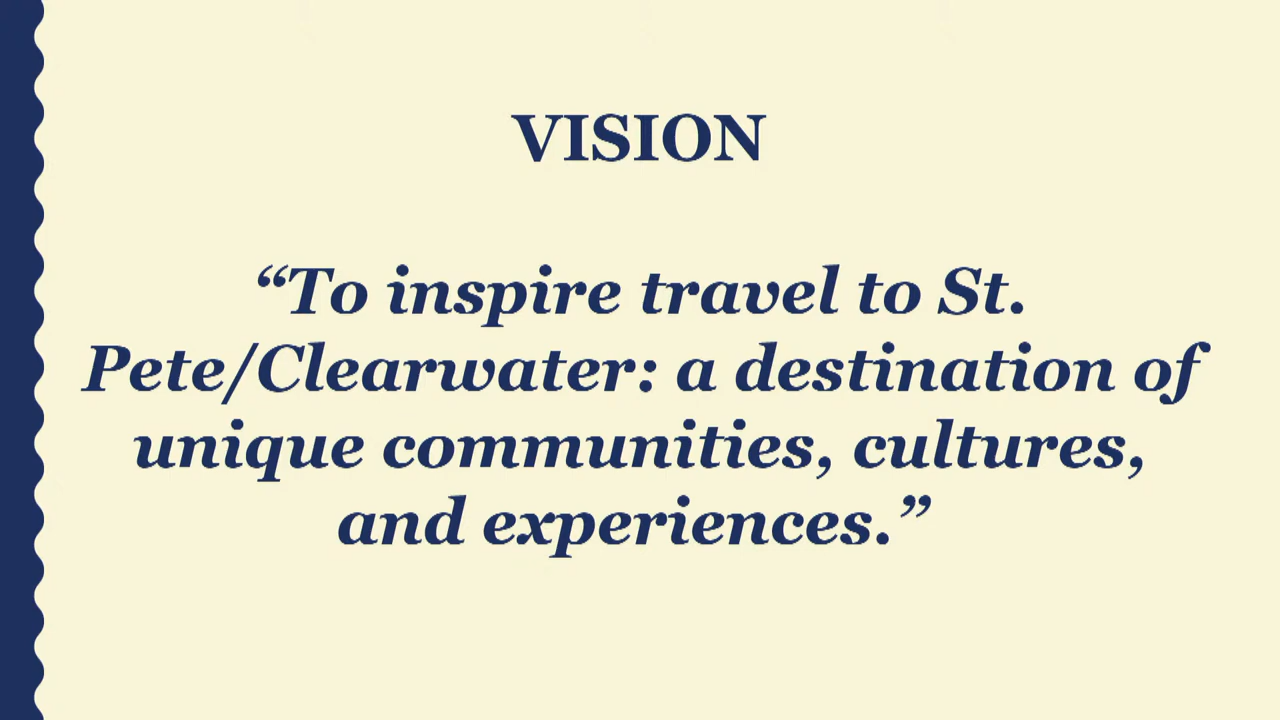 VISION
“To inspire travel to St.
Pete/Clearwater: a destination of
unique communities, cultures,
and experiences.”